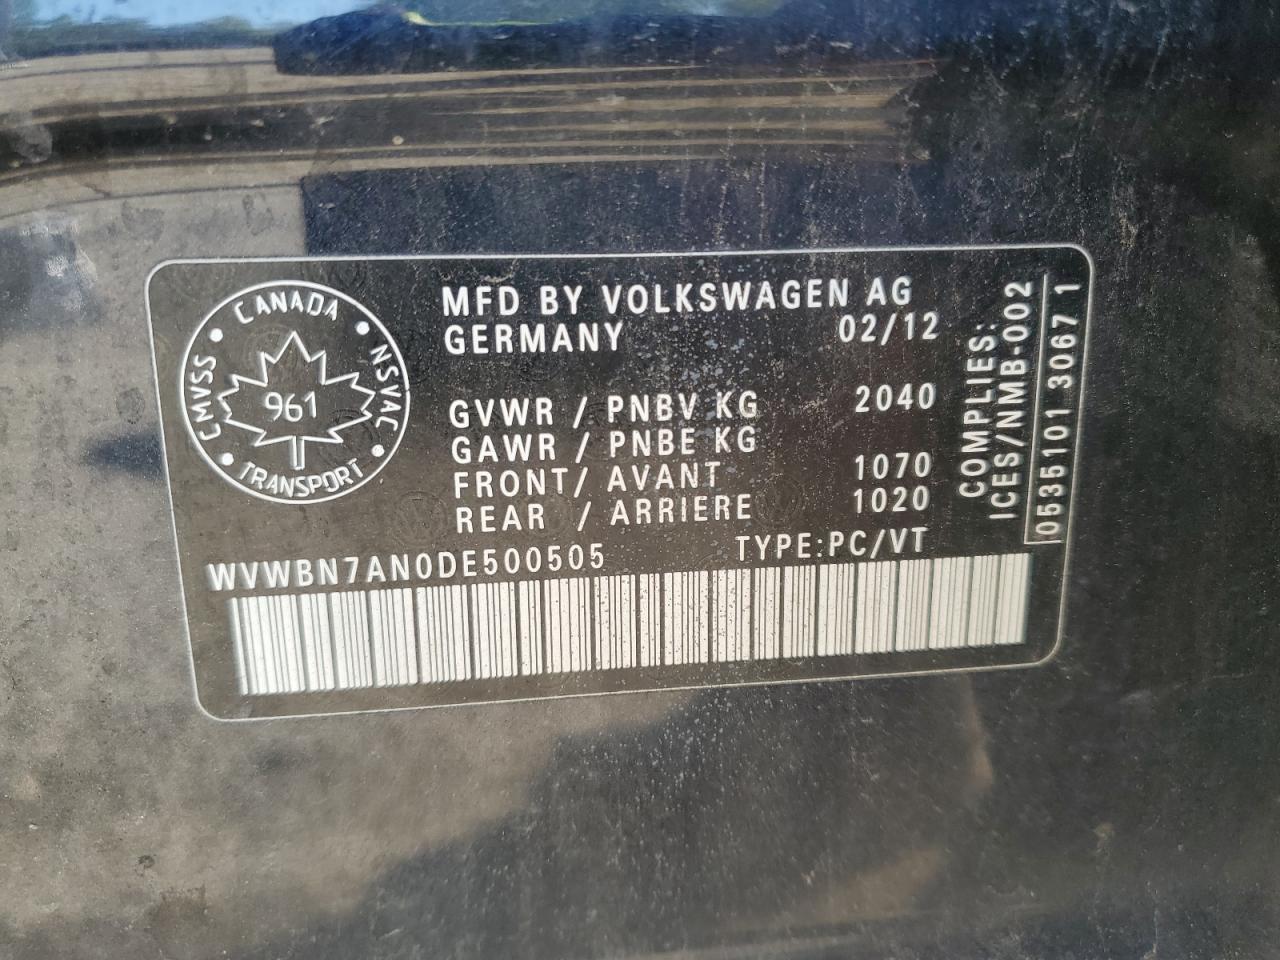 CANADA
CMVSS
NSVAC
961
TRANSPORT
MFD BY VOLKSWAGEN AG
GERMANY 02/12
GVWR / PNBV KG 2040
GAWR / PNBE KG
FRONT/ AVANT 1070
REAR / ARRIERE 1020
WVWBN7AN0DE500505 TYPE:PC/VT
COMPLIES:
ICES/NMB-002
0535101 3067 1